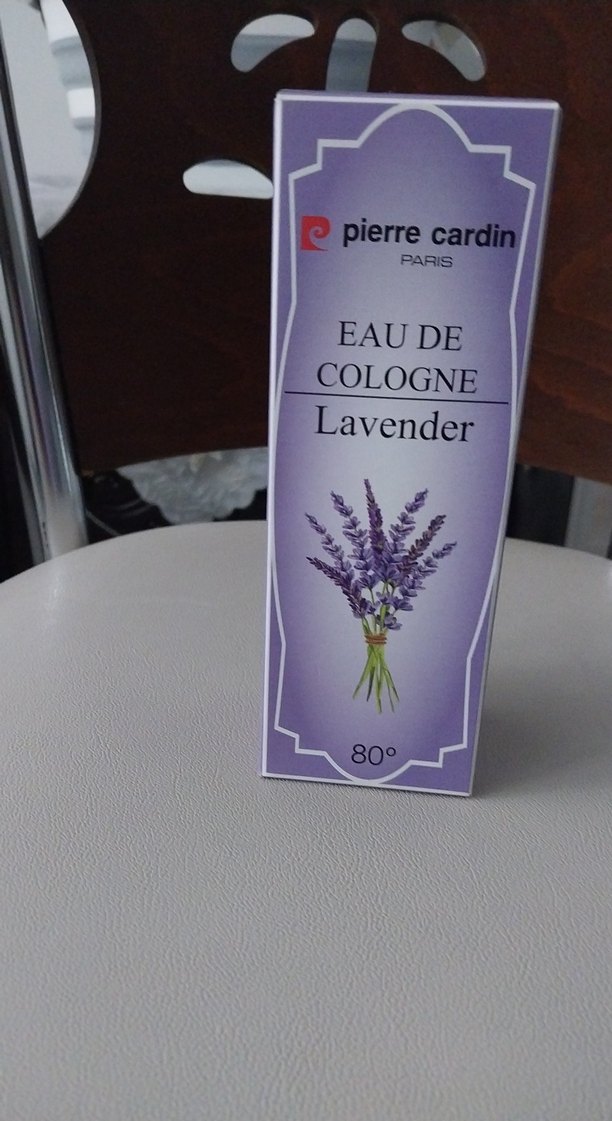 pierre cardin
PARIS
EAU DE
COLOGNE
Lavender
80°